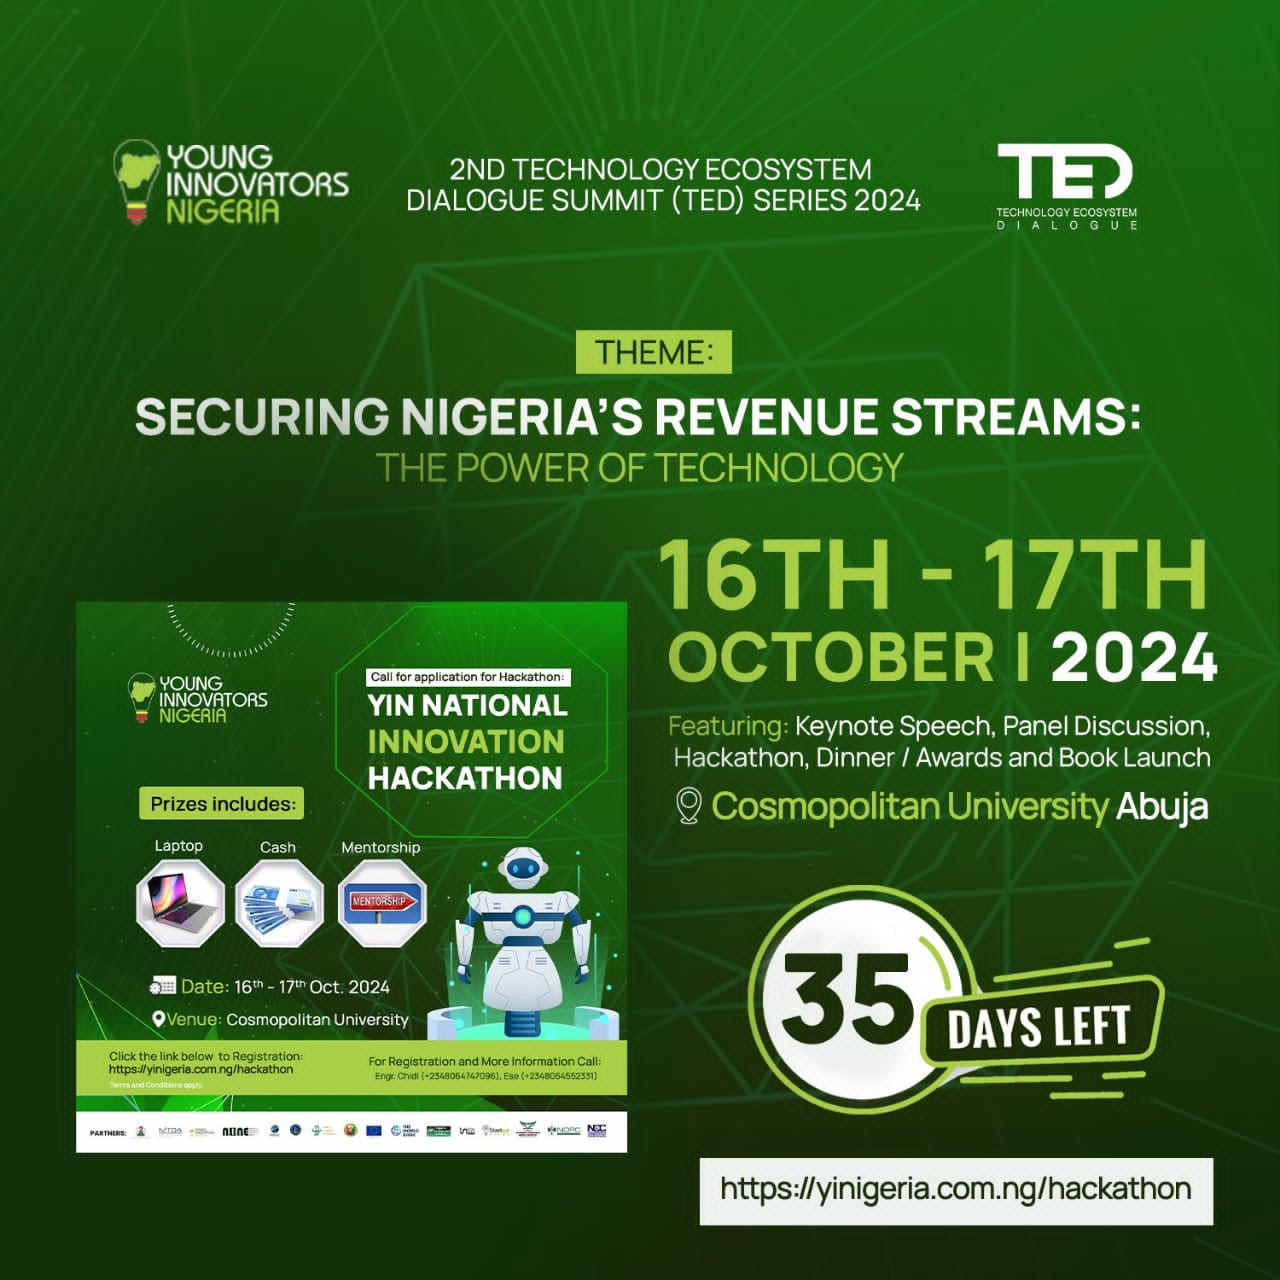 YOUNG
INNOVATORS
NIGERIA
2ND TECHNOLOGY ECOSYSTEM
DIALOGUE SUMMIT (TED) SERIES 2024
TED
TECHNOLOGY ECOSYSTEM
DIALOGUE
THEME:
SECURING NIGERIA'S REVENUE STREAMS:
THE POWER OF TECHNOLOGY
16TH - 17TH
OCTOBER | 2024
Featuring: Keynote Speech, Panel Discussion,
Hackathon, Dinner / Awards and Book Launch
Cosmopolitan University Abuja
YOUNG
INNOVATORS
NIGERIA
Call for application for Hackathon:
YIN NATIONAL
INNOVATION
HACKATHON
Prizes includes:
Laptop
Cash
Mentorship
MENTORSHIP
Date: 16th - 17th Oct. 2024
Venue: Cosmopolitan University
Click the link below to Registration:
https://yinigeria.com.ng/hackathon
Terms and Conditions apply.
For Registration and More Information Call:
Engr. Chidi (+2348064747096), Ese (+2348054552331)
PARTNERS:
NITDA
35
DAYS LEFT
https://yinigeria.com.ng/hackathon